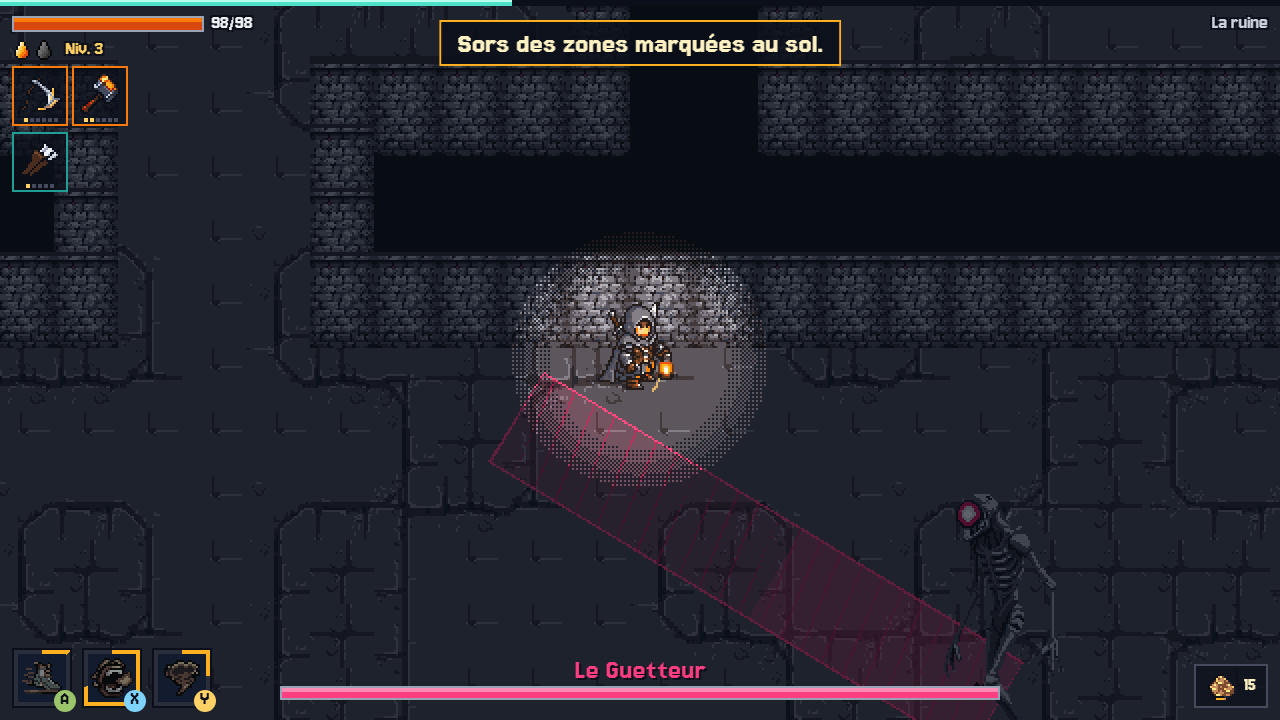 98/98
Sors des zones marquées au sol.
La ruine
Niv. 3
Le Guetteur
A
X
Y
15